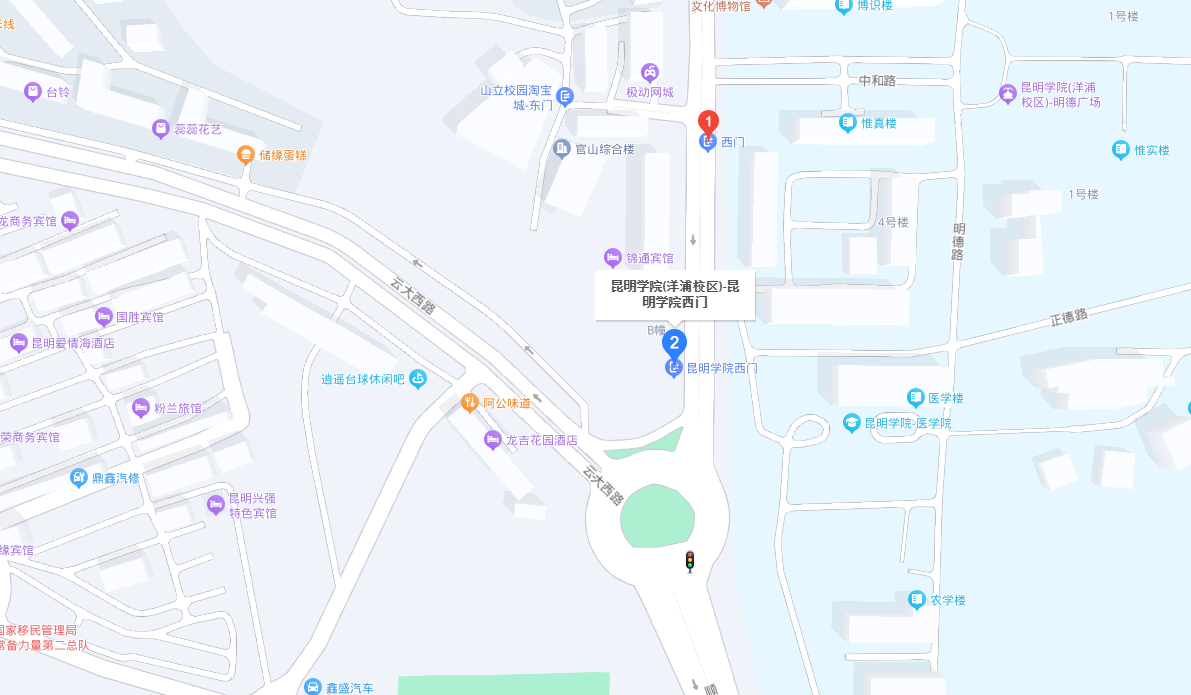 文化博物馆
博识楼
1号楼
线
中和路
昆明学院(洋浦
校区)-明德广场
山立校园淘宝
城-东门
极动网城
台铃
蕊蕊花艺
储缘蛋糕
官山综合楼
1
西门
惟真楼
惟实楼
1号楼
龙商务宾馆
4号楼
明德路
锦通宾馆
云大西路
昆明学院(洋浦校区)-昆
明学院西门
国胜宾馆
B幢
正德路
昆明爱情海酒店
2
昆明学院西门
逍遥台球休闲吧
阿公味道
医学楼
粉兰旅馆
昆明学院-医学院
荣商务宾馆
龙吉花园酒店
鼎鑫汽修
云大西路
昆明兴强
特色宾馆
缘宾馆
农学楼
国家移民管理局
常备力量第二总队
鑫盛汽车